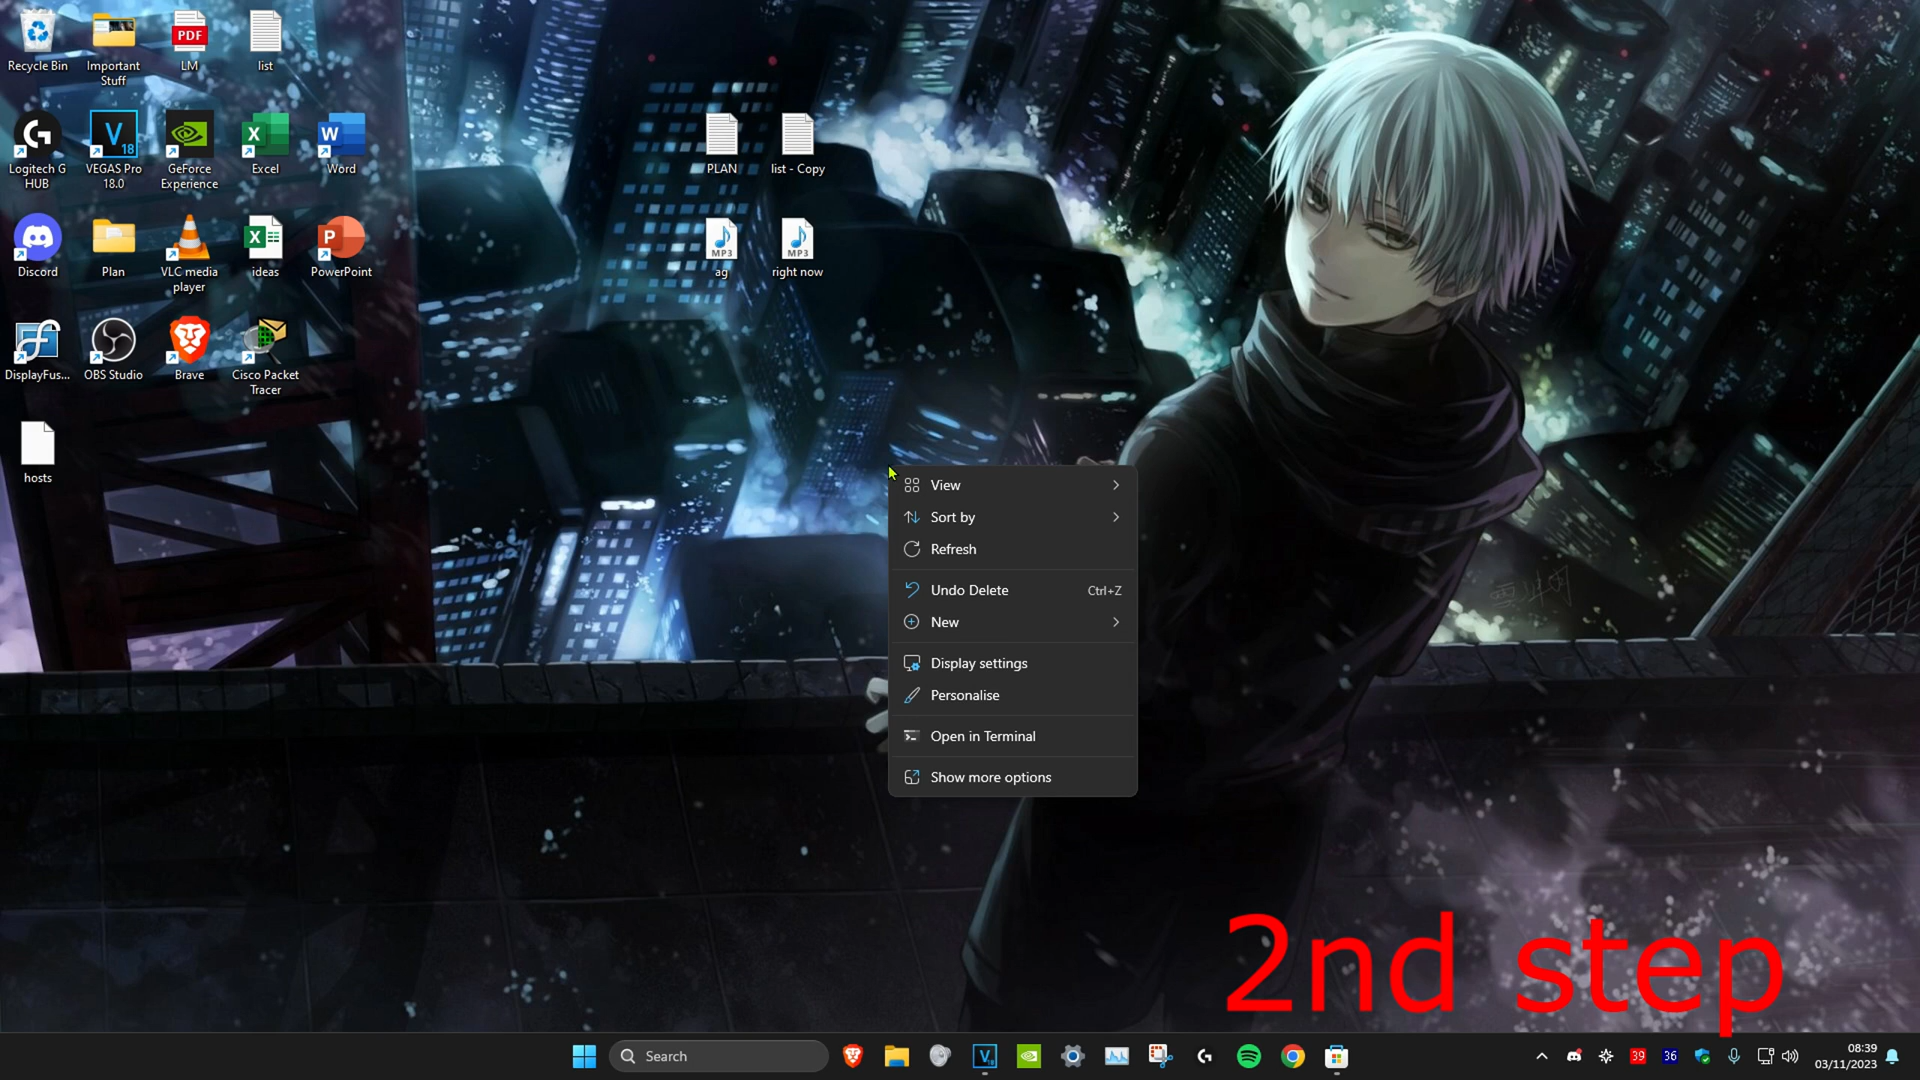 Recycle Bin
Important
Stuff
PDF
LM
list
Logitech G
HUB
V
18
VEGAS Pro
18.0
GeForce
Experience
X
Excel
W
Word
PLAN
list - Copy
Discord
Plan
VLC media
player
X
ideas
P
PowerPoint
MP3
ag
MP3
right now
DisplayFus...
OBS Studio
Brave
Cisco Packet
Tracer
hosts
View
Sort by
Refresh
Undo Delete Ctrl+Z
New
Display settings
Personalise
Open in Terminal
Show more options
2nd step
Search
39
36
08:39
03/11/2023